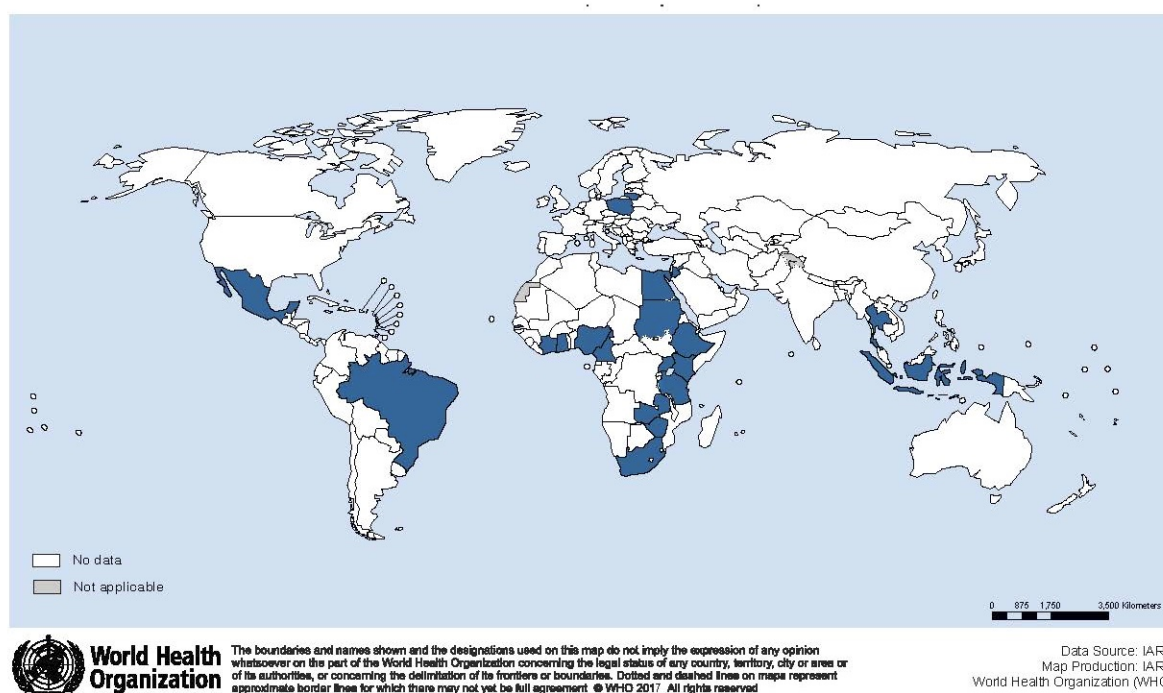 No data
Not applicable
0 875 1,750 3,500 Kilometers
World Health
Organization
The boundaries and names shown and the designations used on this map do not imply the expression of any opinion
whatsoever on the part of the World Health Organization concerning the legal status of any country, territory, city or area or
of its authorities, or concerning the delimitation of its frontiers or boundaries. Dotted and dashed lines on maps represent
approximate border lines for which there may not yet be full agreement. © WHO 2017. All rights reserved
Data Source: IAR
Map Production: IAR
World Health Organization (WHO